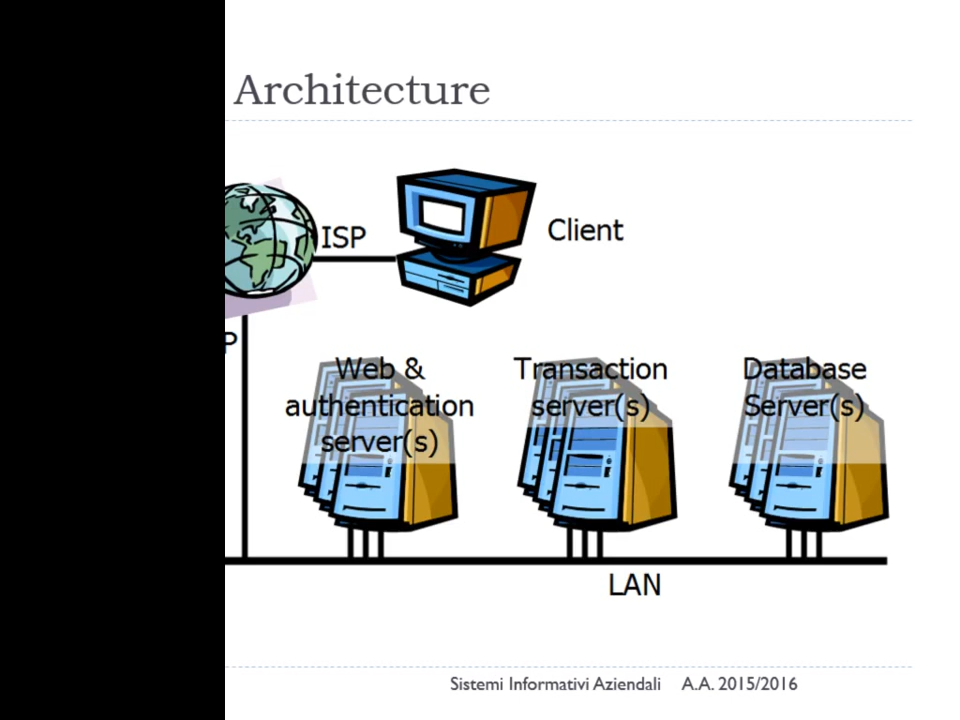 Architecture
ISP
Client
P
Web &
authentication
server(s)
Transaction
server(s)
Database
Server(s)
LAN
Sistemi Informativi Aziendali A.A. 2015/2016